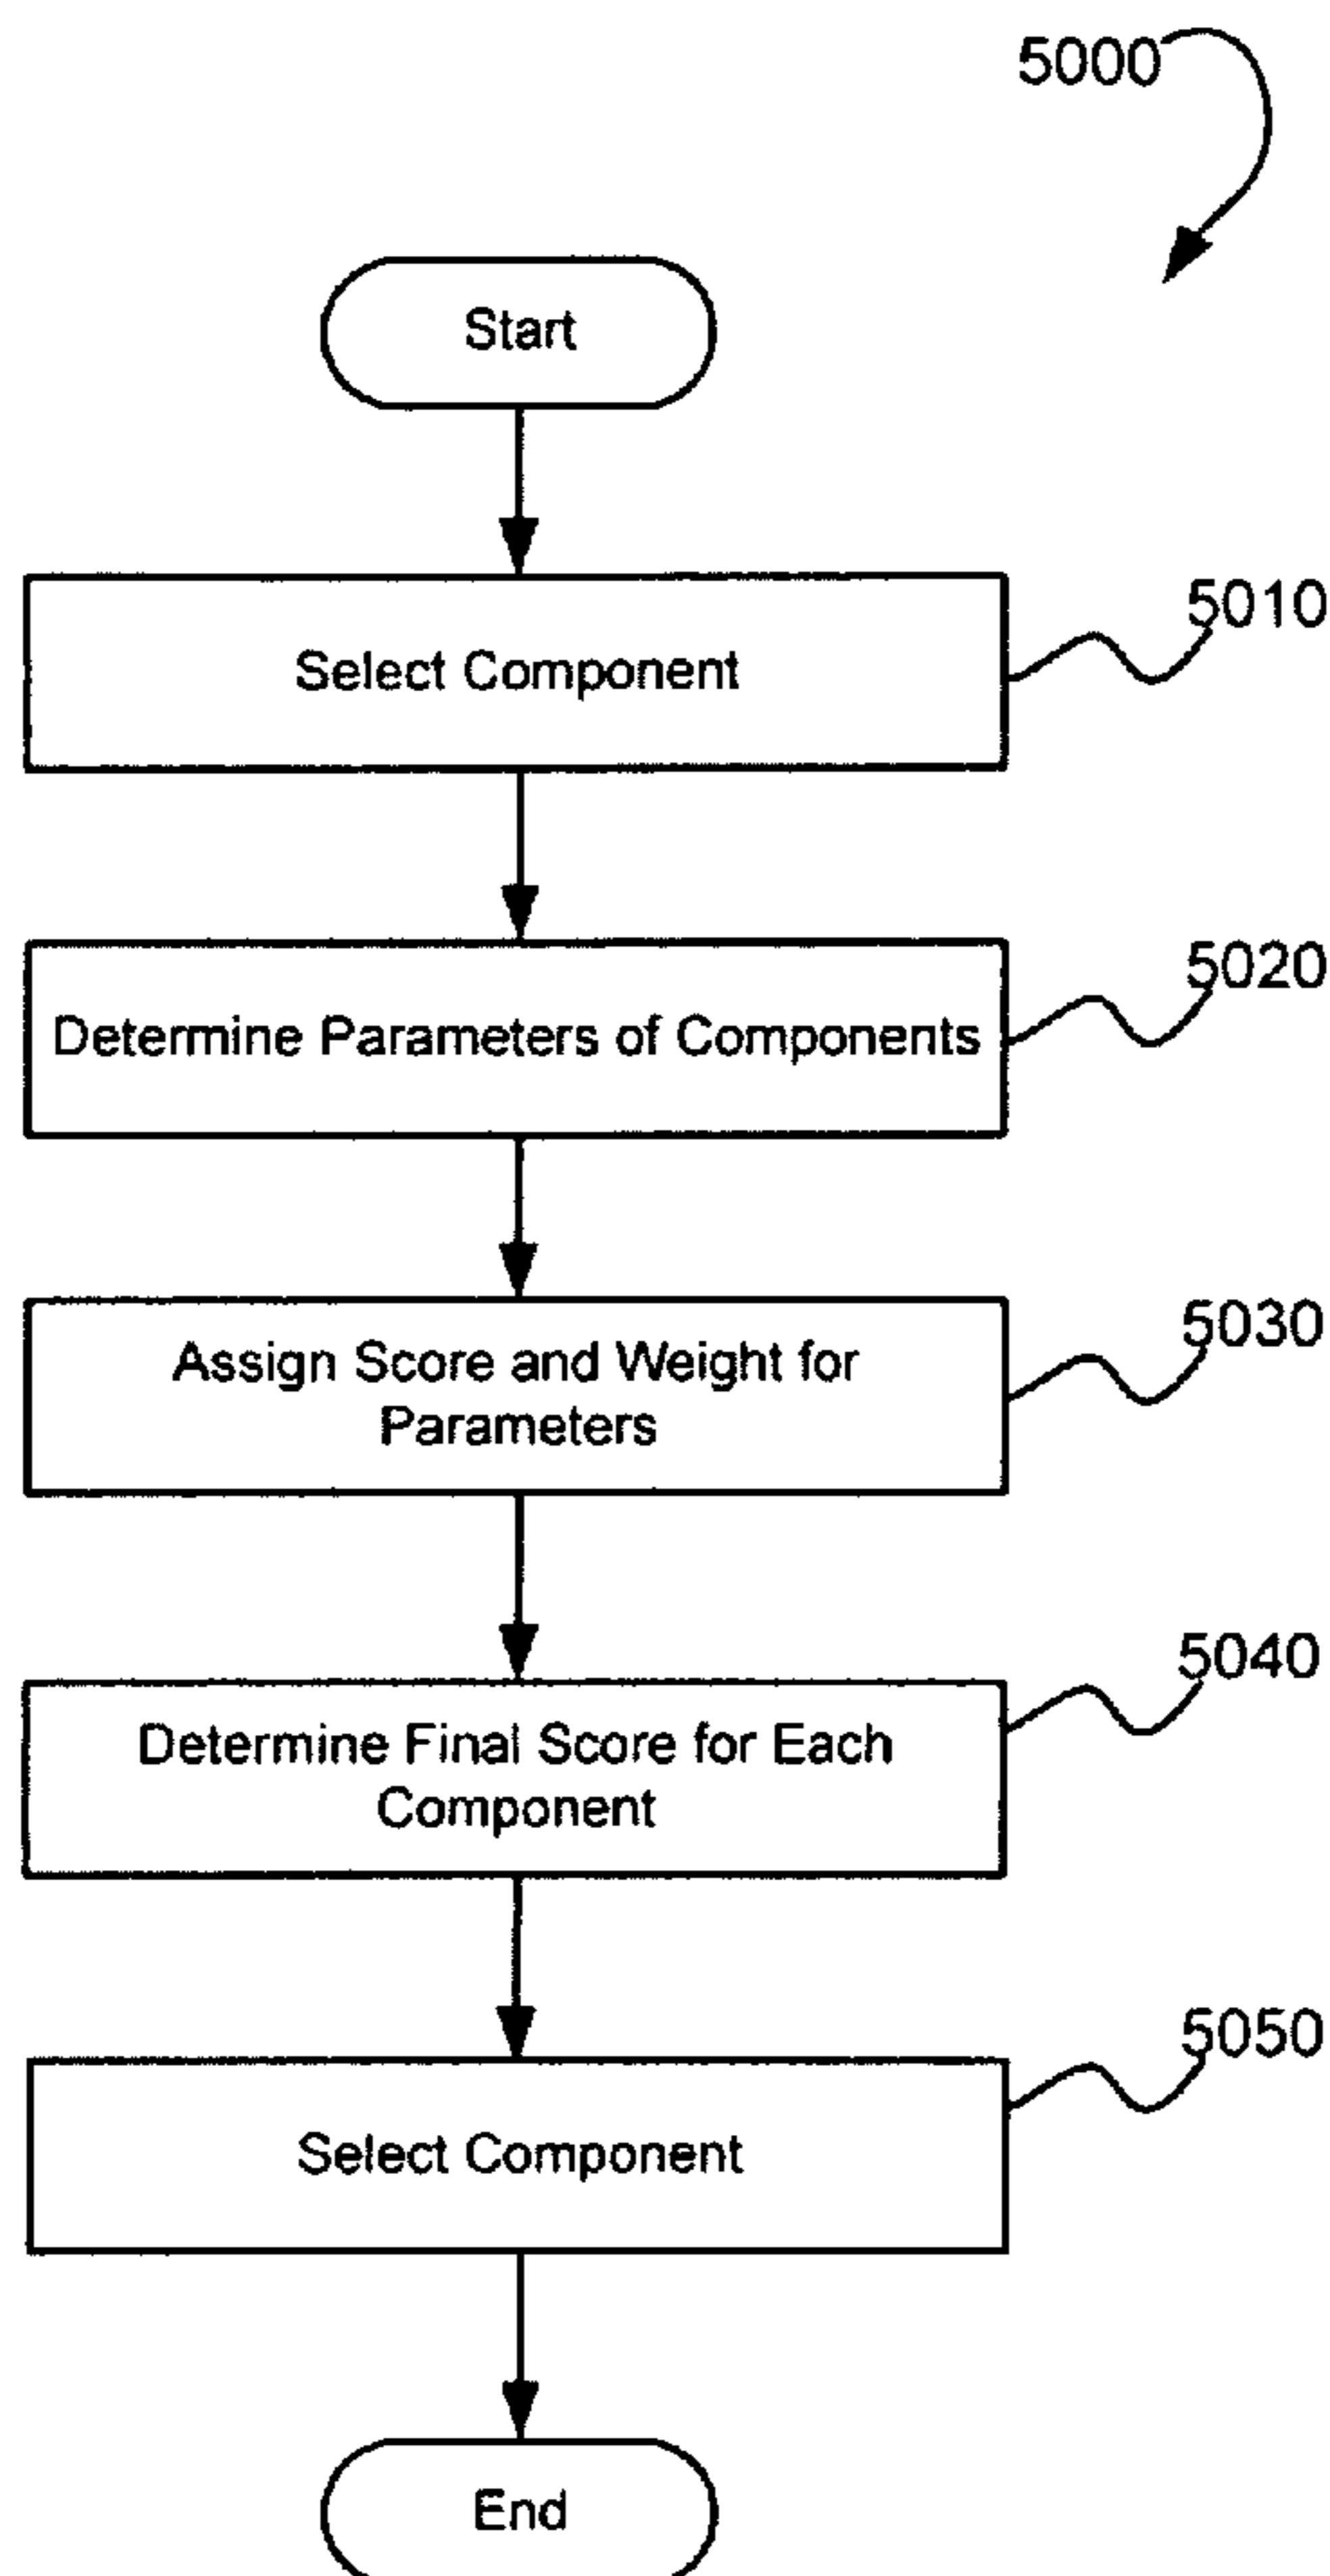 5000
Start
Select Component
5010
Determine Parameters of Components
5020
Assign Score and Weight for
Parameters
5030
Determine Final Score for Each
Component
5040
Select Component
5050
End